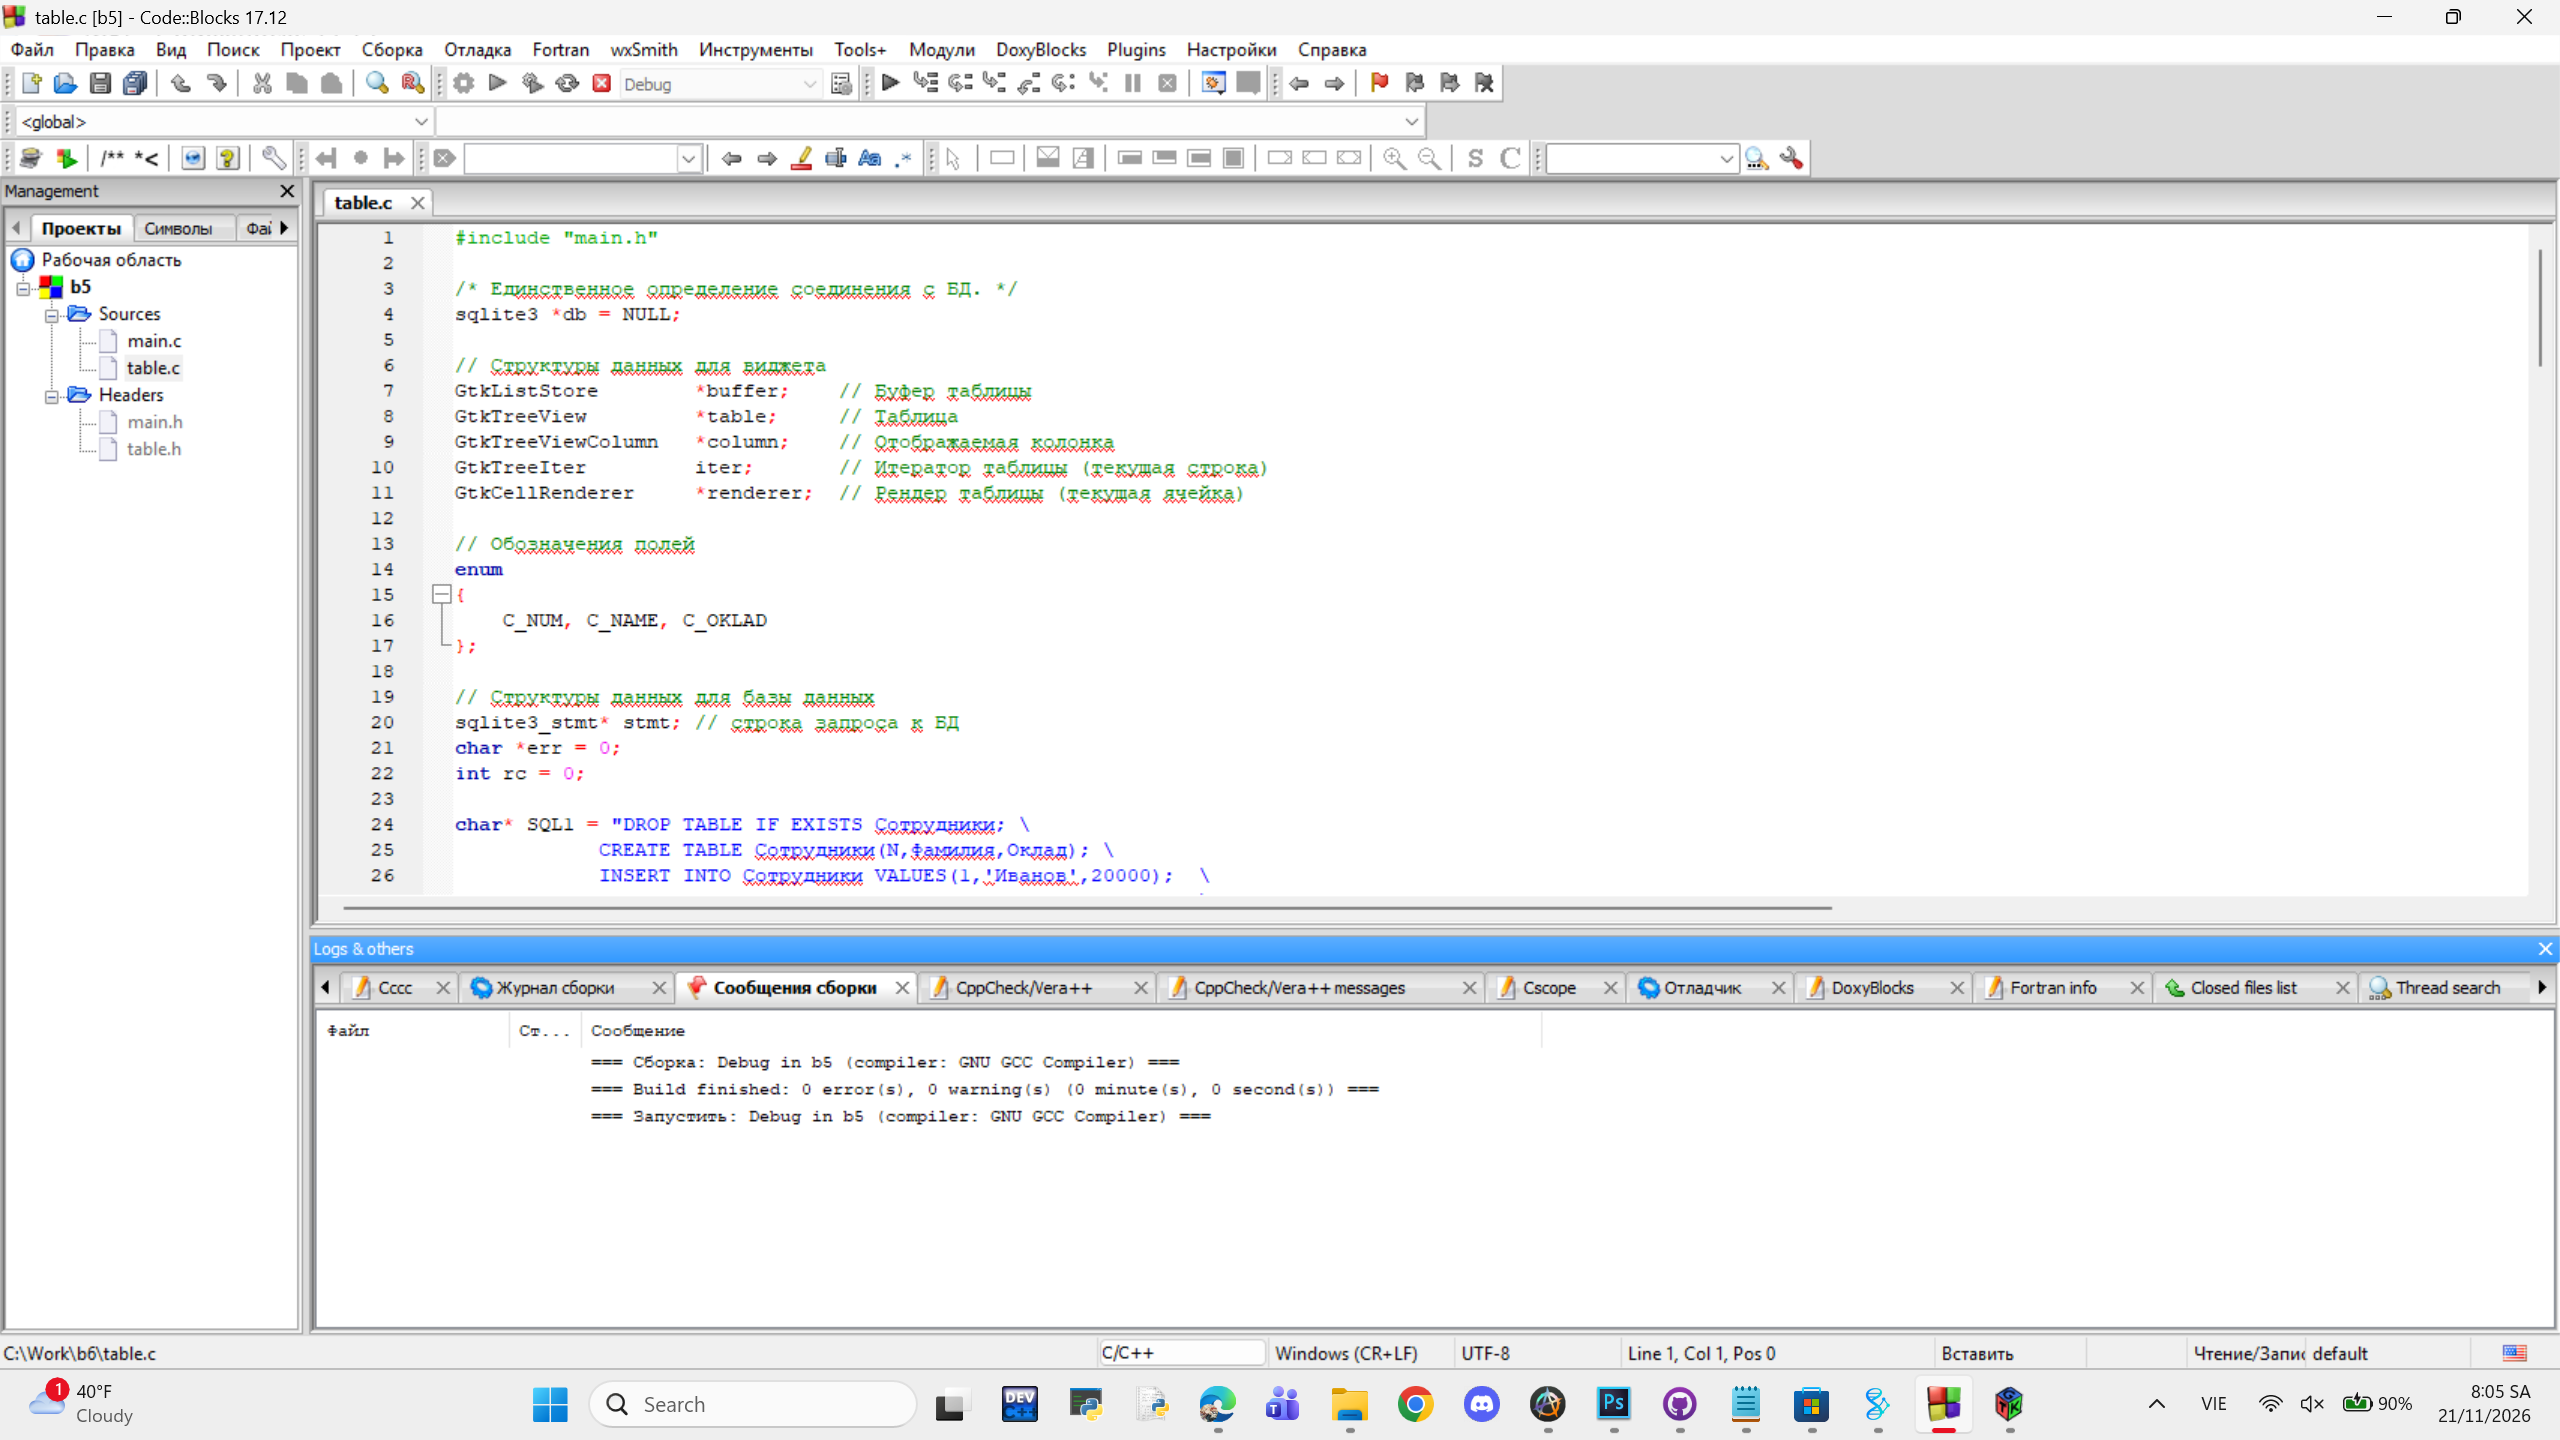 table.c [b5] - Code::Blocks 17.12
Файл Правка Вид Поиск Проект Сборка Отладка Fortran wxSmith Инструменты Tools+ Модули DoxyBlocks Plugins Настройки Справка
Debug
<global>
/** *<
Aa .*
S C
Management
table.c
Проекты Символы
Рабочая область
b5
Sources
main.c
table.c
Headers
main.h
table.h
1 #include "main.h"
2
3 /* Единственное определение соединения с БД. */
4 sqlite3 *db = NULL;
5
6 // Структуры данных для виджета
7 GtkListStore *buffer; // Буфер таблицы
8 GtkTreeView *table; // Таблица
9 GtkTreeViewColumn *column; // Отображаемая колонка
10 GtkTreeIter iter; // Итератор таблицы (текущая строка)
11 GtkCellRenderer *renderer; // Рендер таблицы (текущая ячейка)
12
13 // Обозначения полей
14 enum
15 {
16 C_NUM, C_NAME, C_OKLAD
17 };
18
19 // Структуры данных для базы данных
20 sqlite3_stmt* stmt; // строка запроса к БД
21 char *err = 0;
22 int rc = 0;
23
24 char* SQL1 = "DROP TABLE IF EXISTS Сотрудники; \
25 CREATE TABLE Сотрудники(N,Фамилия,Оклад); \
26 INSERT INTO Сотрудники VALUES(1,'Иванов',20000); \
Logs & others
Cccc Журнал сборки Сообщения сборки CppCheck/Vera++ CppCheck/Vera++ messages Cscope Отладчик DoxyBlocks Fortran info Closed files list Thread search
Файл Ст... Сообщение
=== Сборка: Debug in b5 (compiler: GNU GCC Compiler) ===
=== Build finished: 0 error(s), 0 warning(s) (0 minute(s), 0 second(s)) ===
=== Запустить: Debug in b5 (compiler: GNU GCC Compiler) ===
C:\Work\b6\table.c C/C++ Windows (CR+LF) UTF-8 Line 1, Col 1, Pos 0 Вставить Чтение/Запис default
1 40°F
Cloudy
Search
DEV C++
Ps
VIE
90%
8:05 SA
21/11/2026